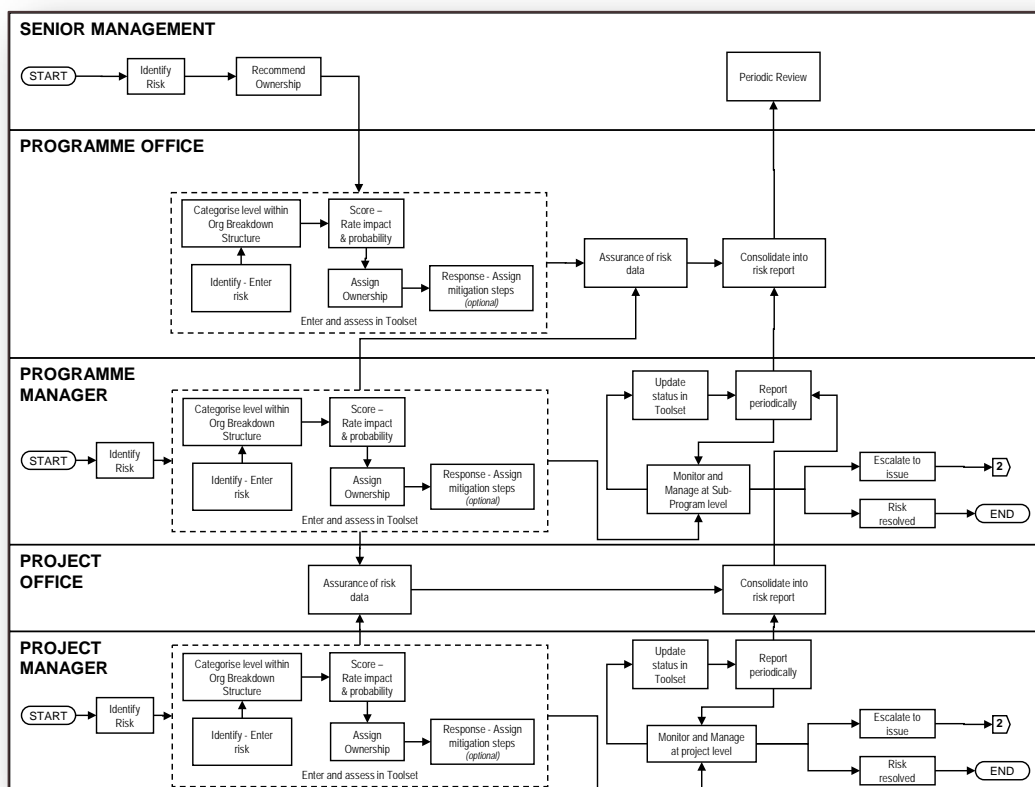 SENIOR MANAGEMENT
START
Identify
Risk
Recommend
Ownership
Periodic Review
PROGRAMME OFFICE
Categorise level within
Org Breakdown
Structure
Score –
Rate impact
& probability
Identify - Enter
risk
Assign
Ownership
Response - Assign
mitigation steps
(optional)
Enter and assess in Toolset
Assurance of risk
data
Consolidate into
risk report
PROGRAMME
MANAGER
START
Identify
Risk
Categorise level within
Org Breakdown
Structure
Score –
Rate impact
& probability
Identify - Enter
risk
Assign
Ownership
Response - Assign
mitigation steps
(optional)
Enter and assess in Toolset
Update
status in
Toolset
Report
periodically
Monitor and
Manage at Sub-
Program level
Escalate to
issue
2
Risk
resolved
END
PROJECT
OFFICE
Assurance of risk
data
Consolidate into
risk report
PROJECT
MANAGER
START
Identify
Risk
Categorise level within
Org Breakdown
Structure
Score –
Rate impact
& probability
Identify - Enter
risk
Assign
Ownership
Response - Assign
mitigation steps
(optional)
Enter and assess in Toolset
Update
status in
Toolset
Report
periodically
Monitor and Manage
at project level
Escalate to
issue
2
Risk
resolved
END